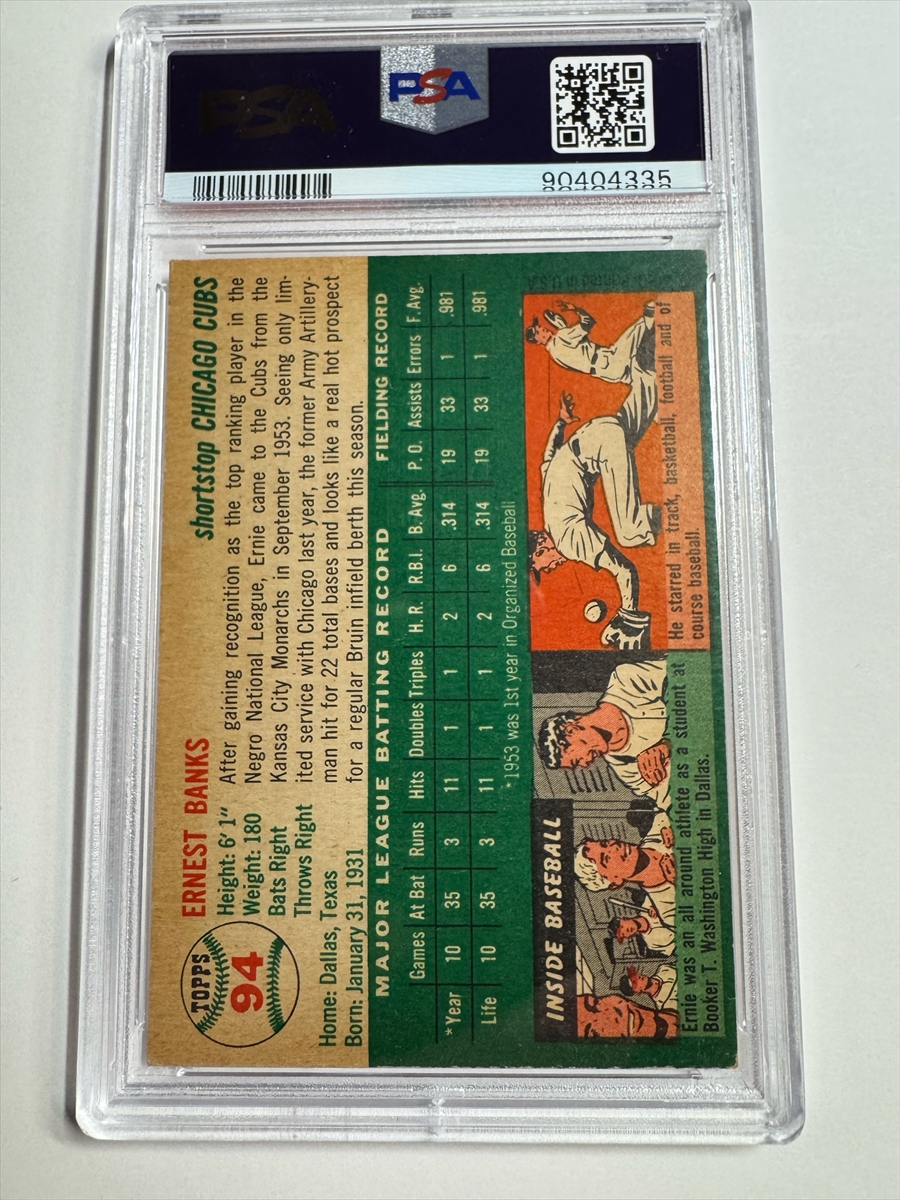 PSA
PSA
90404335
TOPPS
94
ERNEST BANKS
shortstop CHICAGO CUBS
Height: 6' 1"
Weight: 180
Bats Right
Throws Right
Home: Dallas, Texas
Born: January 31, 1931
After gaining recognition as the top ranking player in the
Negro National League, Ernie came to the Cubs from the
Kansas City Monarchs in September 1953. Seeing only lim-
ited service with Chicago last year, the former Army Artillery-
man hit for 22 total bases and looks like a real hot prospect
for a regular Bruin infield berth this season.
MAJOR LEAGUE BATTING RECORD FIELDING RECORD
Games At Bat Runs Hits Doubles Triples H. R. R.B.I. B. Avg. P. O. Assists Errors F. Avg.
*Year 10 35 3 11 1 1 2 6 .314 19 33 1 .981
Life 10 35 3 11 1 1 2 6 .314 19 33 1 .981
*1953 was 1st year in Organized Baseball
INSIDE BASEBALL
Ernie was an all around athlete as a student at
Booker T. Washington High in Dallas.
He starred in track, basketball, football and of
course baseball.
Printed in U.S.A.